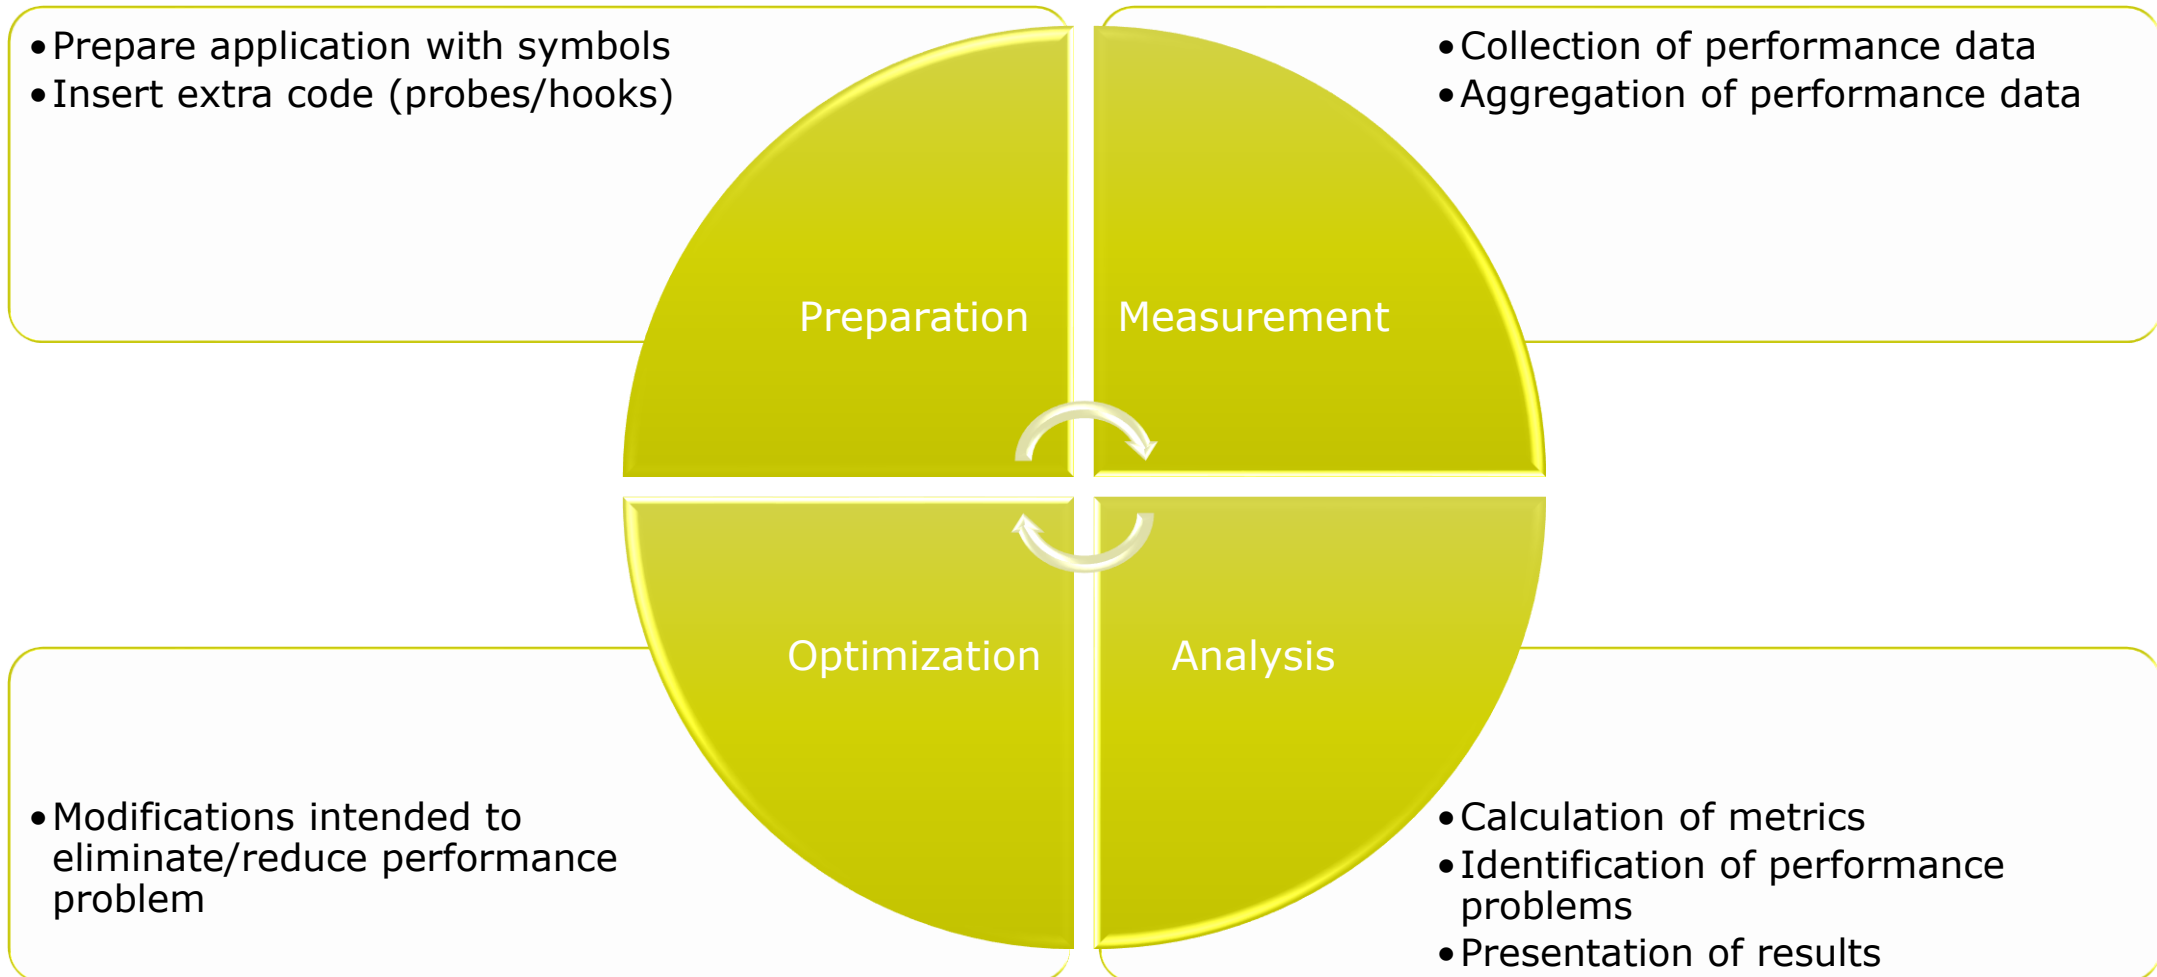 •Prepare application with symbols
•Insert extra code (probes/hooks)
•Collection of performance data
•Aggregation of performance data
Preparation
Measurement
Optimization
Analysis
•Modifications intended to
eliminate/reduce performance
problem
•Calculation of metrics
•Identification of performance
problems
•Presentation of results